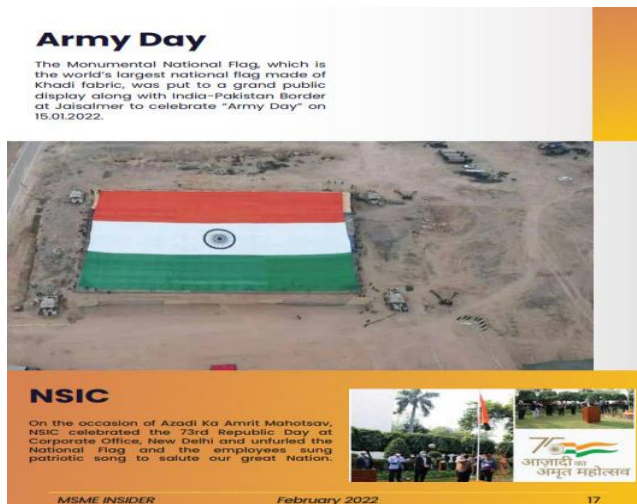 Army Day
The Monumental National Flag, which is
the world's largest national flag made of
Khadi fabric, was put to a grand public
display along with India-Pakistan Border
at Jaisalmer to celebrate "Army Day" on
15.01.2022.
NSIC
On the occasion of Azadi Ka Amrit Mahotsav,
NSIC celebrated the 73rd Republic Day at
Corporate Office, New Delhi and unfurled the
National Flag and the employees sung
patriotic song to salute our great Nation.
75
आज़ादी का
अमृत महोत्सव
MSME INSIDER February 2022 17